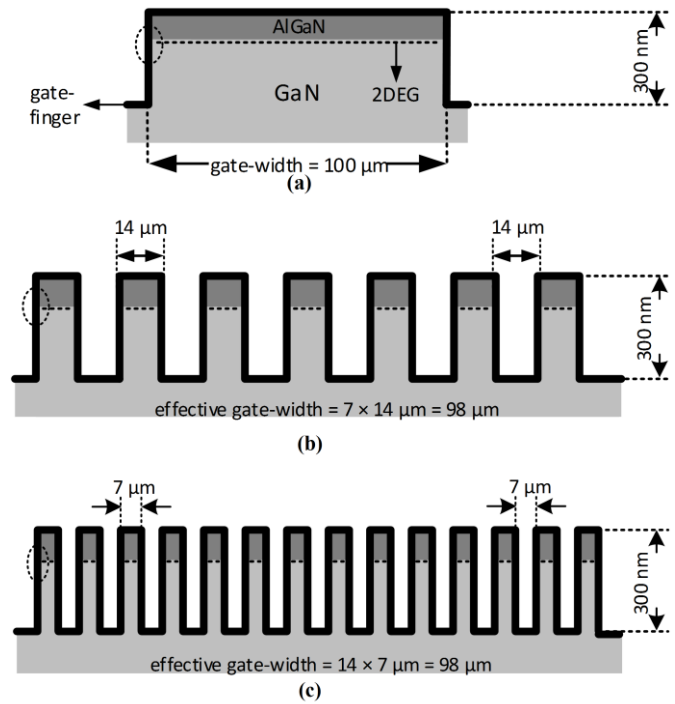 AlGaN
300 nm
gate-
finger
GaN
2DEG
gate-width = 100 µm
(a)
14 µm
14 µm
300 nm
effective gate-width = 7 × 14 µm = 98 µm
(b)
7 µm
7 µm
300 nm
effective gate-width = 14 × 7 µm = 98 µm
(c)